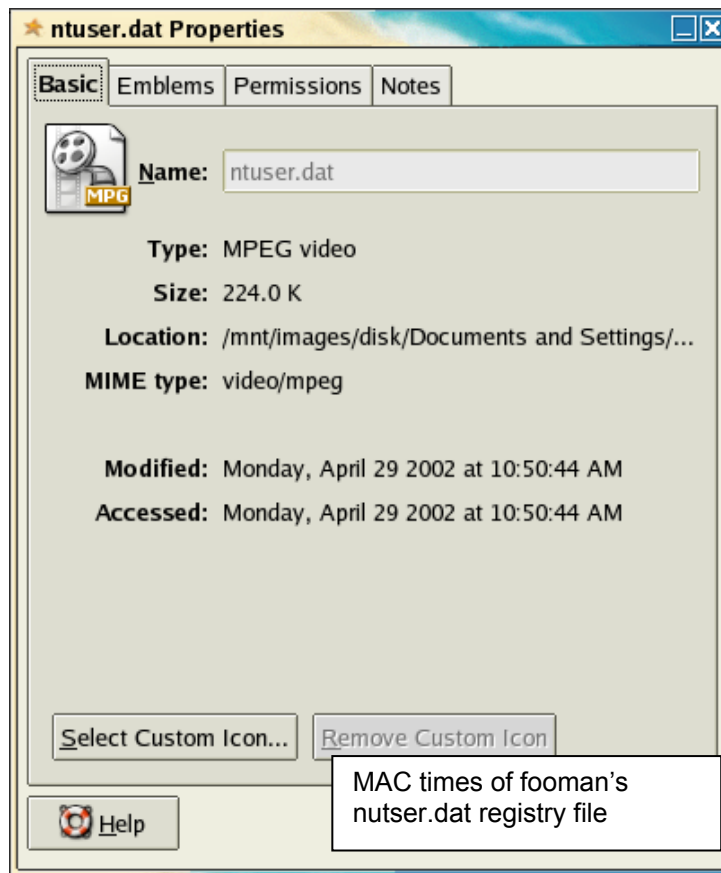 ntuser.dat Properties
Basic Emblems Permissions Notes
MPG
Name: ntuser.dat
Type: MPEG video
Size: 224.0 K
Location: /mnt/images/disk/Documents and Settings/...
MIME type: video/mpeg
Modified: Monday, April 29 2002 at 10:50:44 AM
Accessed: Monday, April 29 2002 at 10:50:44 AM
Select Custom Icon... Remove Custom Icon
MAC times of fooman's
nutser.dat registry file
Help